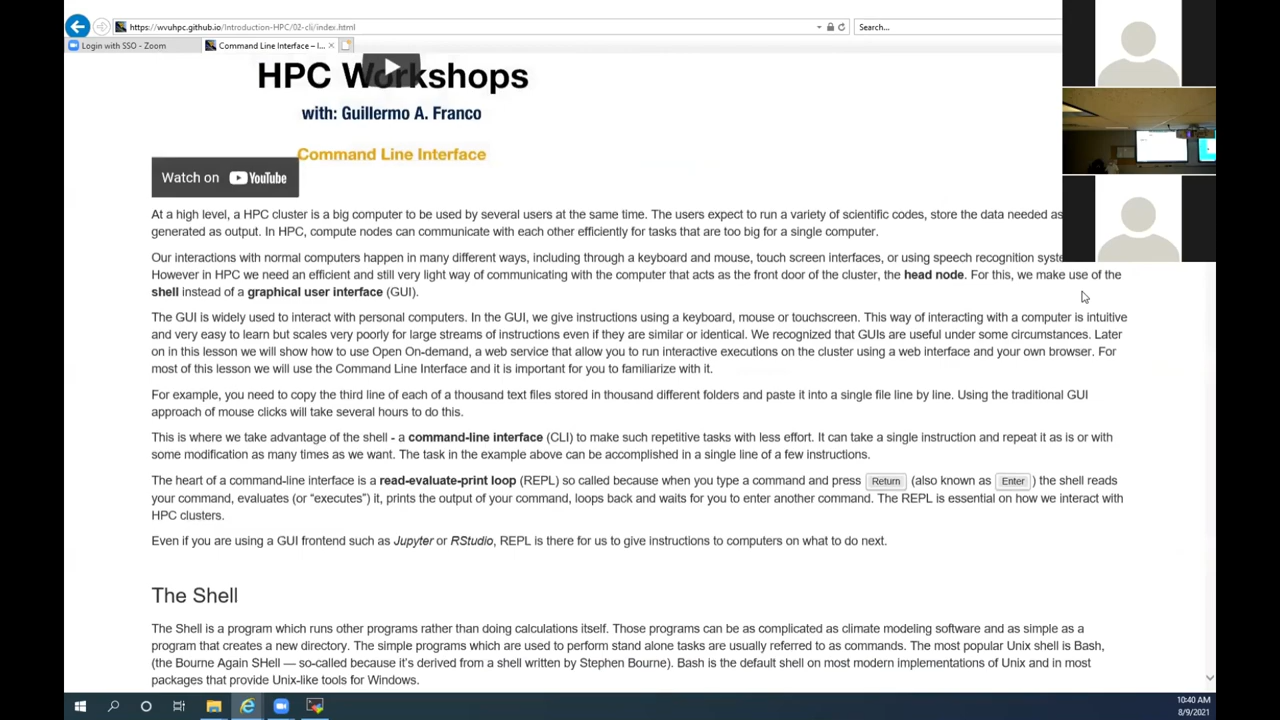 https://wvuhpc.github.io/Introduction-HPC/02-cli/index.html
Search...
Login with SSO - Zoom
Command Line Interface – I...
HPC Workshops
with: Guillermo A. Franco
Command Line Interface
Watch on YouTube
At a high level, a HPC cluster is a big computer to be used by several users at the same time. The users expect to run a variety of scientific codes, store the data needed as
generated as output. In HPC, compute nodes can communicate with each other efficiently for tasks that are too big for a single computer.
Our interactions with normal computers happen in many different ways, including through a keyboard and mouse, touch screen interfaces, or using speech recognition syste
However in HPC we need an efficient and still very light way of communicating with the computer that acts as the front door of the cluster, the head node. For this, we make use of the
shell instead of a graphical user interface (GUI).
The GUI is widely used to interact with personal computers. In the GUI, we give instructions using a keyboard, mouse or touchscreen. This way of interacting with a computer is intuitive
and very easy to learn but scales very poorly for large streams of instructions even if they are similar or identical. We recognized that GUIs are useful under some circumstances. Later
on in this lesson we will show how to use Open On-demand, a web service that allow you to run interactive executions on the cluster using a web interface and your own browser. For
most of this lesson we will use the Command Line Interface and it is important for you to familiarize with it.
For example, you need to copy the third line of each of a thousand text files stored in thousand different folders and paste it into a single file line by line. Using the traditional GUI
approach of mouse clicks will take several hours to do this.
This is where we take advantage of the shell - a command-line interface (CLI) to make such repetitive tasks with less effort. It can take a single instruction and repeat it as is or with
some modification as many times as we want. The task in the example above can be accomplished in a single line of a few instructions.
The heart of a command-line interface is a read-evaluate-print loop (REPL) so called because when you type a command and press Return (also known as Enter ) the shell reads
your command, evaluates (or “executes”) it, prints the output of your command, loops back and waits for you to enter another command. The REPL is essential on how we interact with
HPC clusters.
Even if you are using a GUI frontend such as Jupyter or RStudio, REPL is there for us to give instructions to computers on what to do next.
The Shell
The Shell is a program which runs other programs rather than doing calculations itself. Those programs can be as complicated as climate modeling software and as simple as a
program that creates a new directory. The simple programs which are used to perform stand alone tasks are usually referred to as commands. The most popular Unix shell is Bash,
(the Bourne Again SHell — so-called because it’s derived from a shell written by Stephen Bourne). Bash is the default shell on most modern implementations of Unix and in most
packages that provide Unix-like tools for Windows.
10:40 AM
8/9/2021